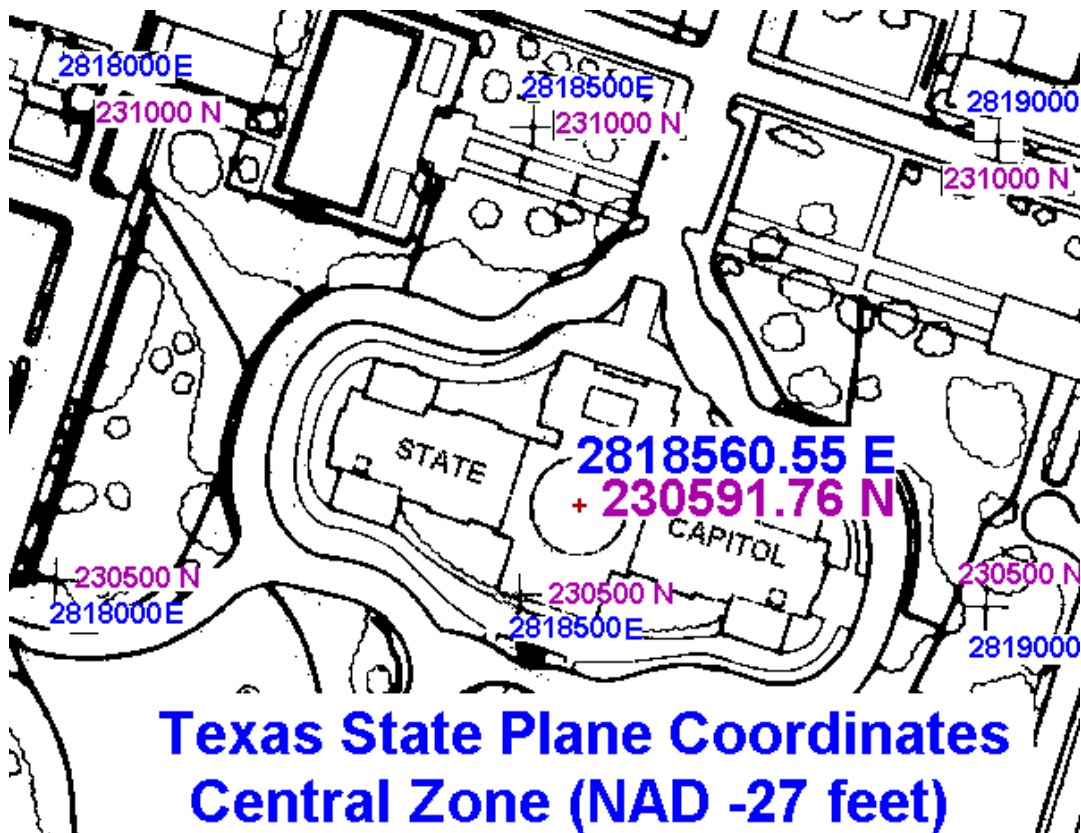 2818000E
231000 N
2818500E
231000 N
2819000
231000 N
STATE
2818560.55 E
230591.76 N
CAPITOL
230500 N
2818000E
230500 N
2818500E
230500 N
2819000
Texas State Plane Coordinates
Central Zone (NAD -27 feet)